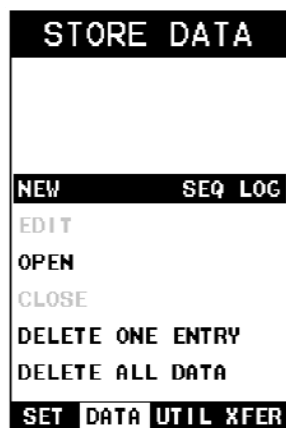 STORE DATA
NEW SEQ LOG
EDIT
OPEN
CLOSE
DELETE ONE ENTRY
DELETE ALL DATA
SET DATA UTIL XFER